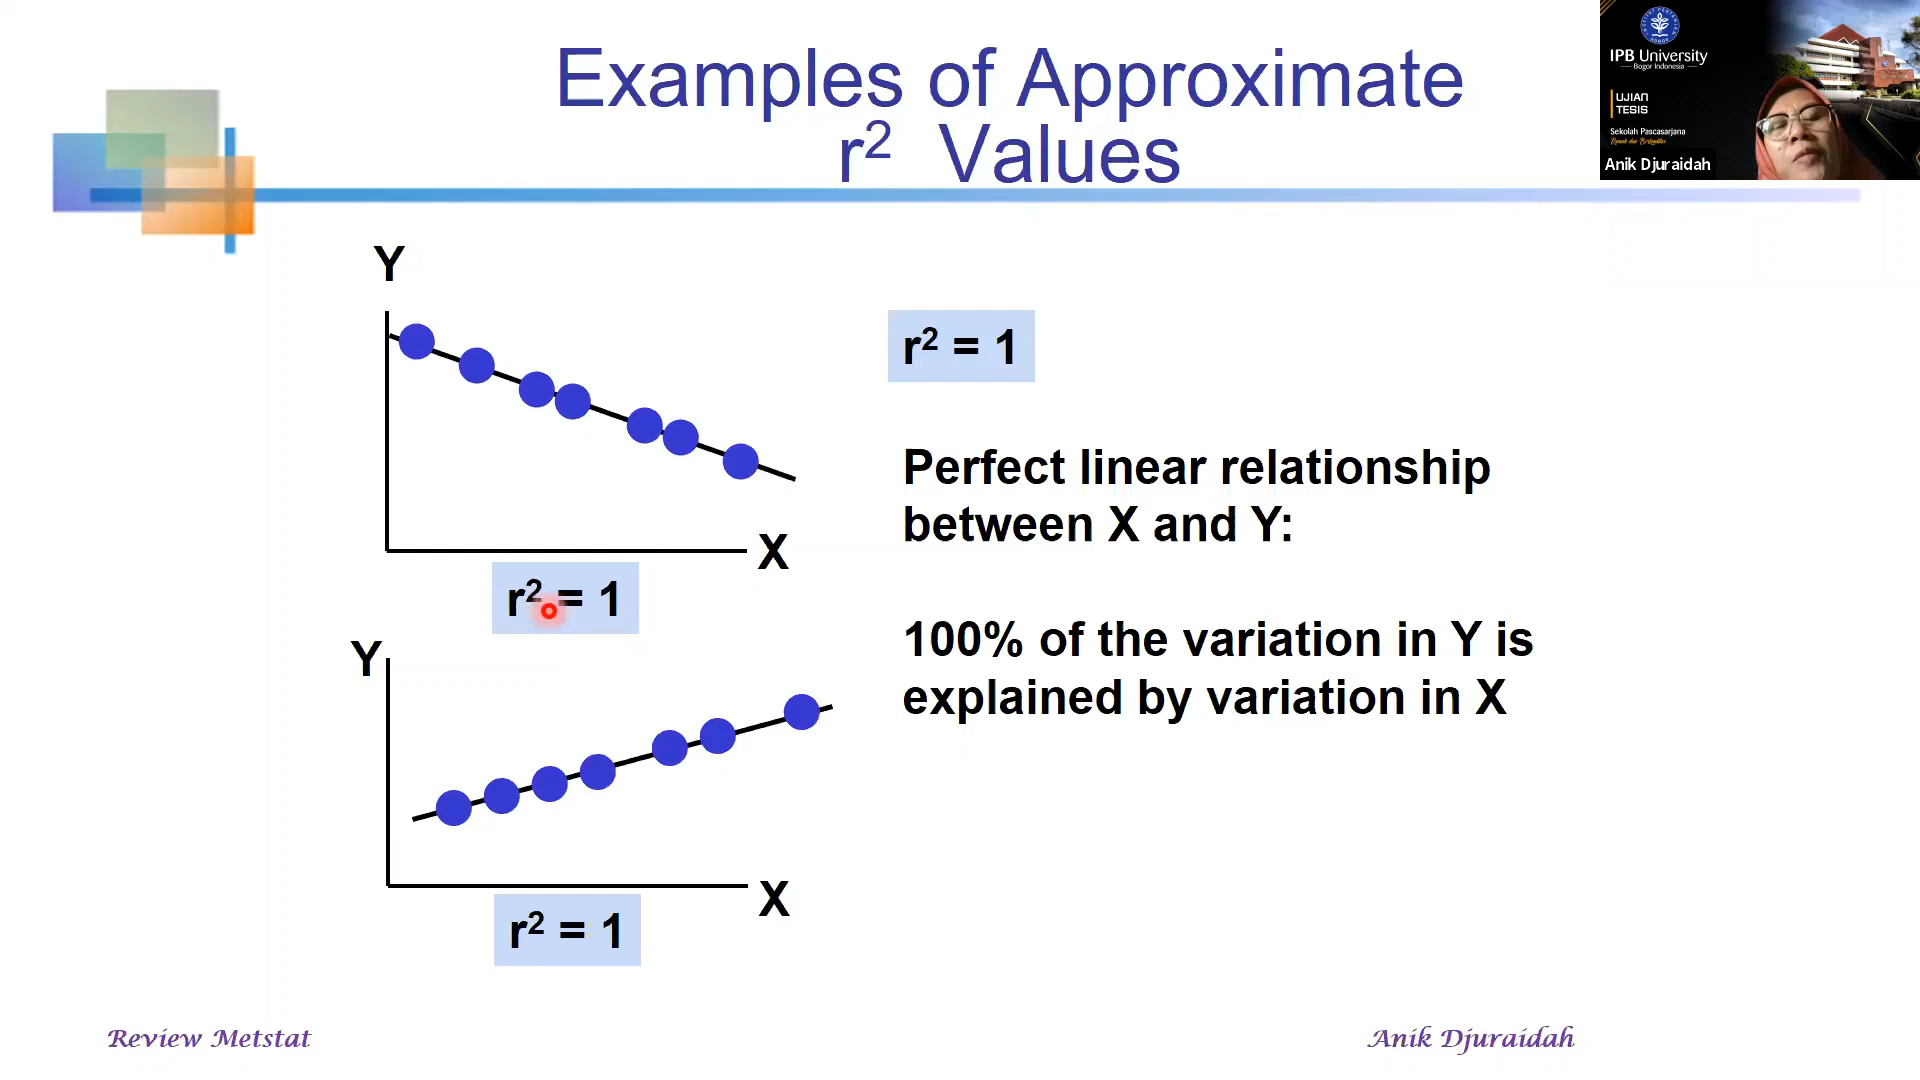 Examples of Approximate
r² Values
IPB University
Bogor Indonesia
UJIAN
TESIS
Sekolah Pascasarjana
Anik Djuraidah
Y
X
r² = 1
Y
X
r² = 1
r² = 1
Perfect linear relationship
between X and Y:
100% of the variation in Y is
explained by variation in X
Review Metstat
Anik Djuraidah